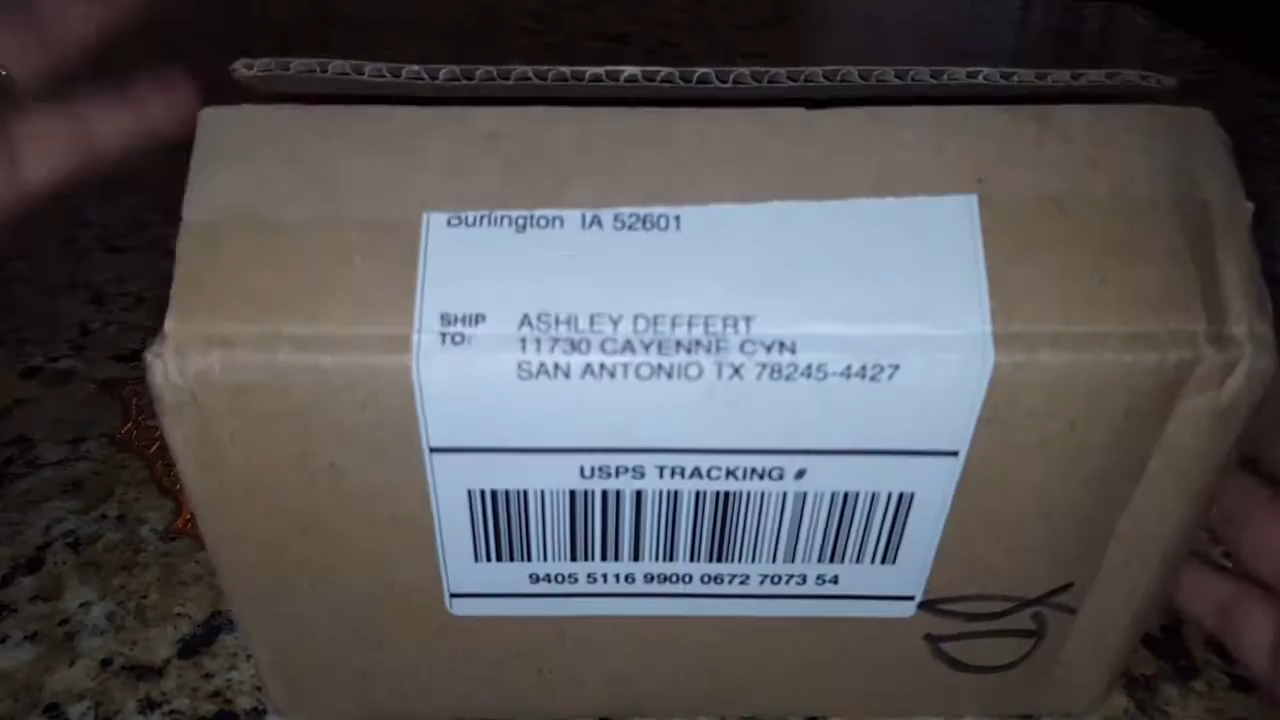 Burlington IA 52601
SHIP
TO:
ASHLEY DEFFERT
11730 CAYENNE CYN
SAN ANTONIO TX 78245-4427
USPS TRACKING #
9405 5116 9900 0672 7073 54